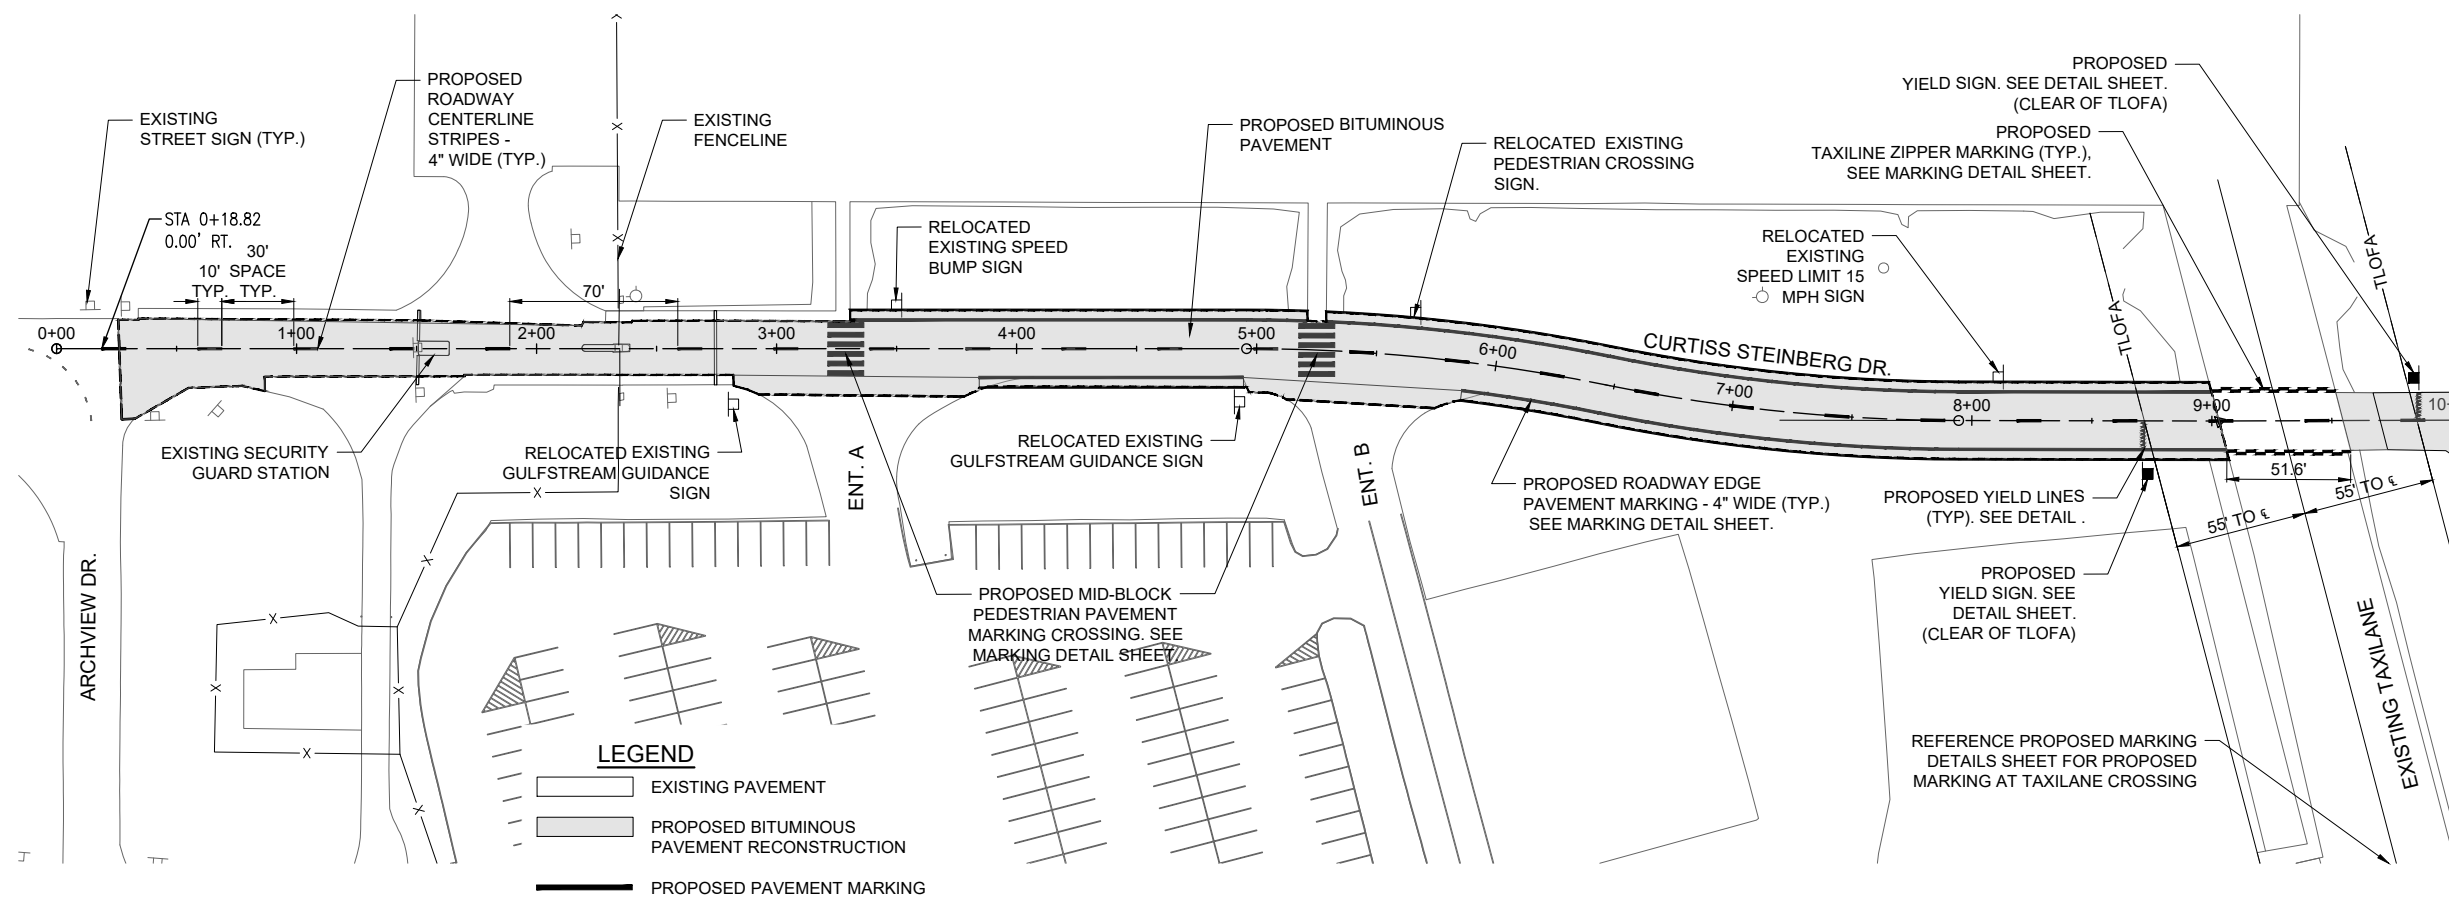 EXISTING
STREET SIGN (TYP.)
PROPOSED
ROADWAY
CENTERLINE
STRIPES -
4" WIDE (TYP.)
EXISTING
FENCELINE
PROPOSED BITUMINOUS
PAVEMENT
RELOCATED EXISTING
PEDESTRIAN CROSSING
SIGN.
PROPOSED
YIELD SIGN. SEE DETAIL SHEET.
(CLEAR OF TLOFA)
PROPOSED
TAXILINE ZIPPER MARKING (TYP.),
SEE MARKING DETAIL SHEET.
STA 0+18.82
0.00' RT.
30'
10' SPACE
TYP. TYP.
70'
RELOCATED
EXISTING SPEED
BUMP SIGN
RELOCATED
EXISTING
SPEED LIMIT 15
MPH SIGN
TLOFA
TLOFA
0+00
1+00
2+00
3+00
4+00
5+00
6+00
7+00
8+00
9+00
10+
CURTISS STEINBERG DR.
EXISTING SECURITY
GUARD STATION
RELOCATED EXISTING
GULFSTREAM GUIDANCE
SIGN
ENT. A
RELOCATED EXISTING
GULFSTREAM GUIDANCE SIGN
ENT. B
PROPOSED ROADWAY EDGE
PAVEMENT MARKING - 4" WIDE (TYP.)
SEE MARKING DETAIL SHEET.
PROPOSED YIELD LINES
(TYP). SEE DETAIL .
51.6'
55' TO ℄
55' TO ℄
ARCHVIEW DR.
PROPOSED MID-BLOCK
PEDESTRIAN PAVEMENT
MARKING CROSSING. SEE
MARKING DETAIL SHEET
PROPOSED
YIELD SIGN. SEE
DETAIL SHEET.
(CLEAR OF TLOFA)
EXISTING TAXILANE
REFERENCE PROPOSED MARKING
DETAILS SHEET FOR PROPOSED
MARKING AT TAXILANE CROSSING
LEGEND
EXISTING PAVEMENT
PROPOSED BITUMINOUS
PAVEMENT RECONSTRUCTION
PROPOSED PAVEMENT MARKING